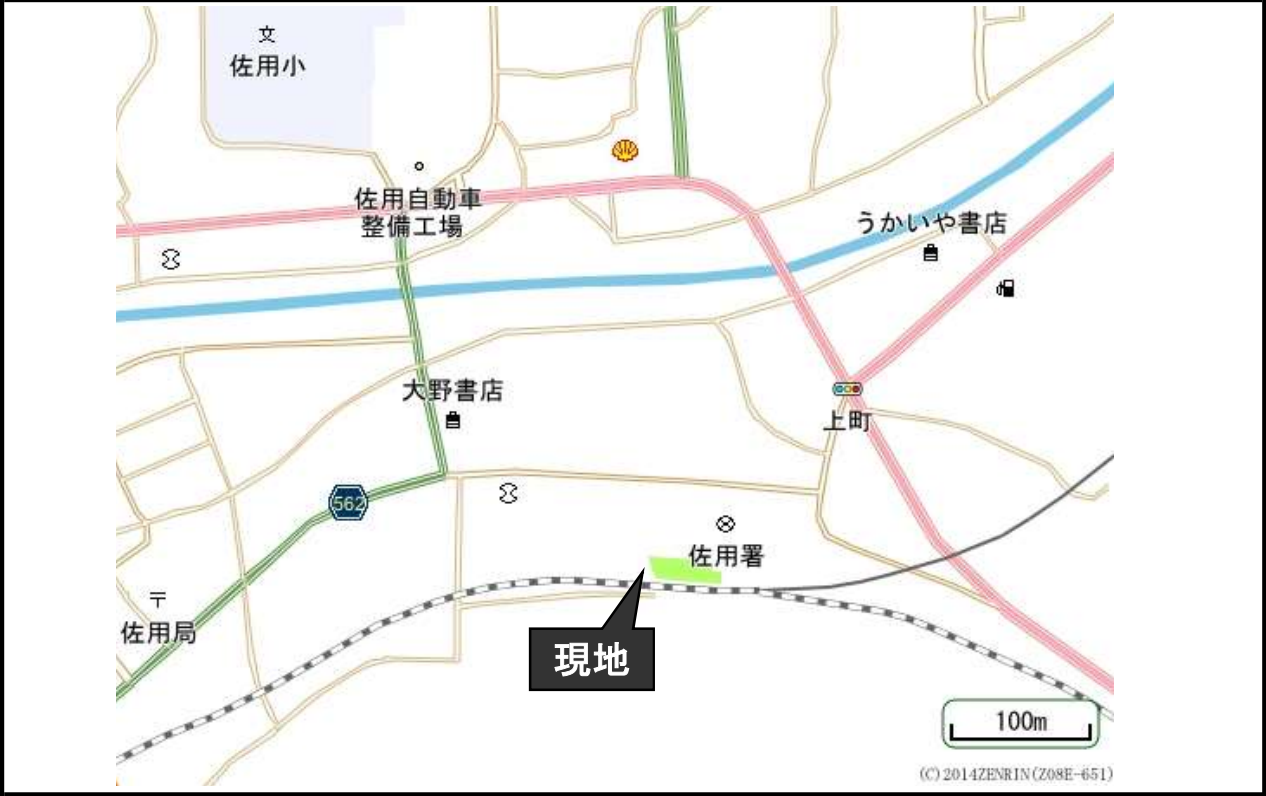 文
佐用小
佐用自動車
整備工場
うかいや書店
大野書店
上町
562
佐用署
〒
佐用局
現地
100m
(C)2014ZENRIN(Z08E-651)